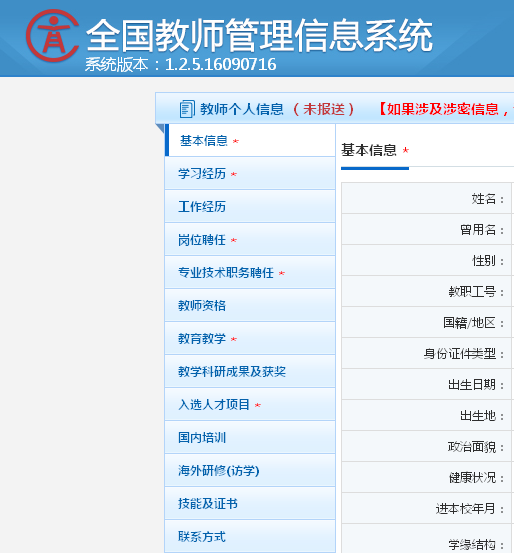 全国教师管理信息系统
系统版本：1.2.5.16090716
教师个人信息（未报送） 【如果涉及涉密信息，
基本信息 *
学习经历 *
工作经历
岗位聘任 *
专业技术职务聘任 *
教师资格
教育教学 *
教学科研成果及获奖
入选人才项目 *
国内培训
海外研修(访学)
技能及证书
联系方式
基本信息 *
姓名：
曾用名：
性别：
教职工号：
国籍/地区：
身份证件类型：
出生日期：
出生地：
政治面貌：
健康状况：
进本校年月：
学缘结构：